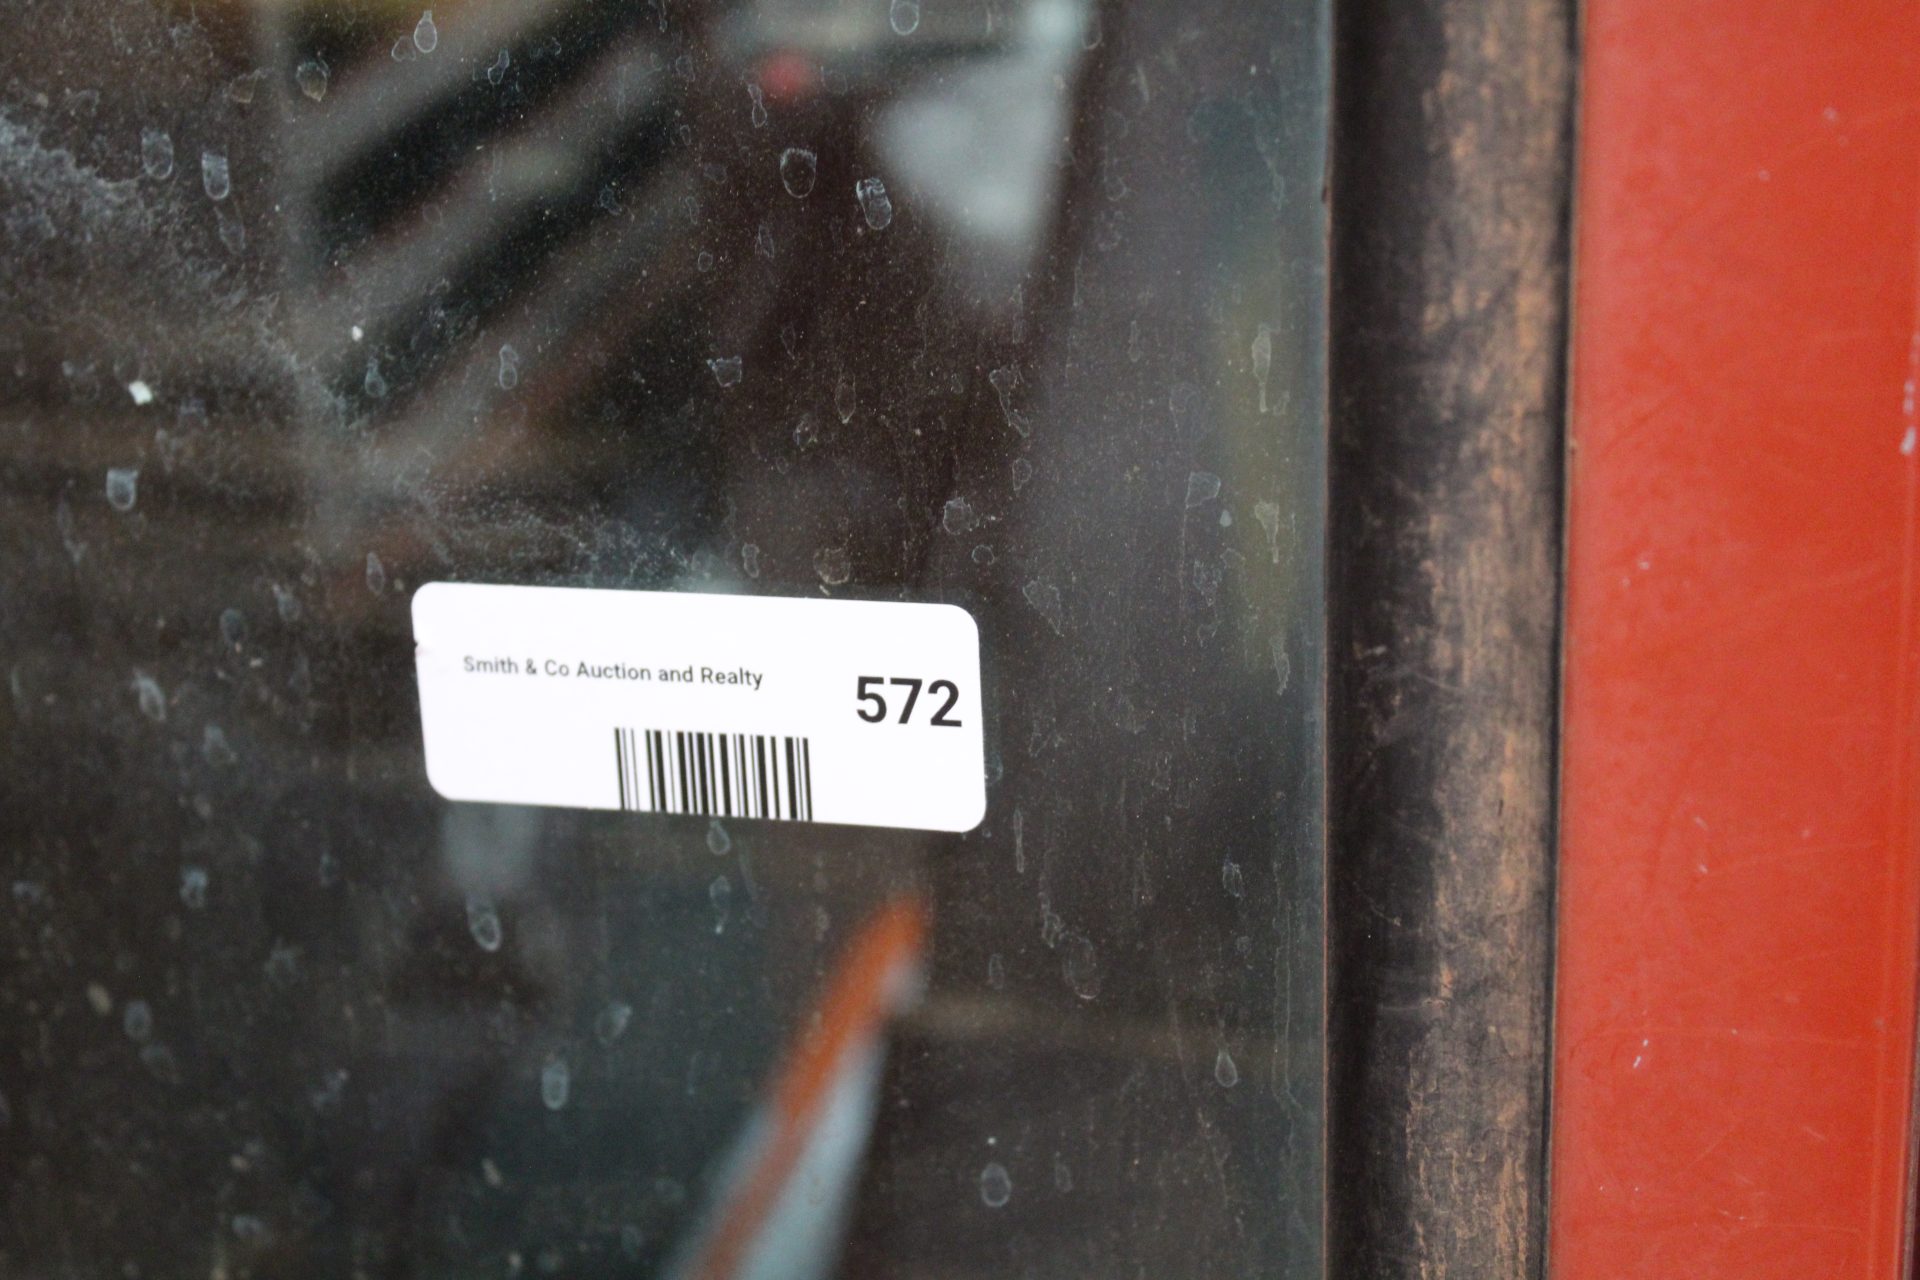 Smith & Co Auction and Realty
572